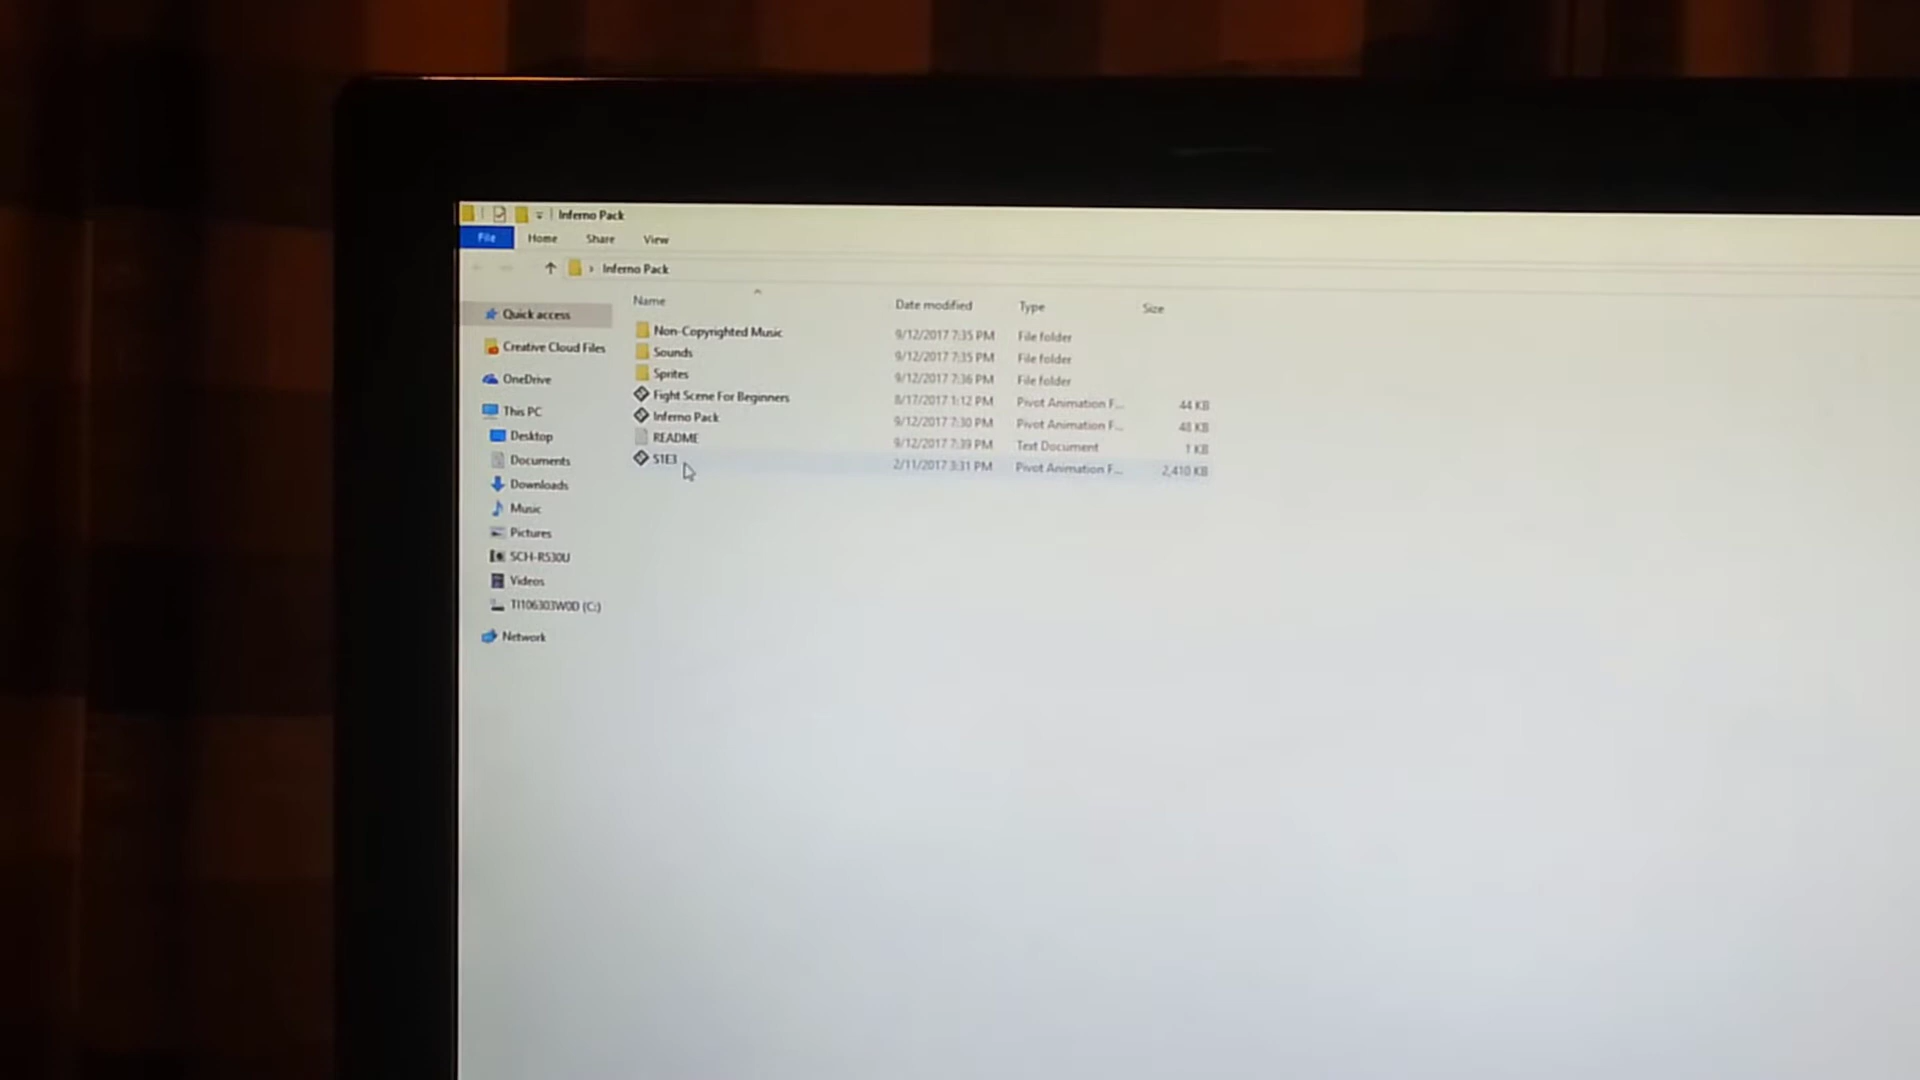 Inferno Pack
File Home Share View
Inferno Pack
Name Date modified Type Size
Quick access
Creative Cloud Files
OneDrive
This PC
Desktop
Documents
Downloads
Music
Pictures
SCH-R530U
Videos
TI106303W0D (C:)
Network
Non-Copyrighted Music 9/12/2017 7:35 PM File folder
Sounds 9/12/2017 7:35 PM File folder
Sprites 9/12/2017 7:36 PM File folder
Fight Scene For Beginners 8/17/2017 1:12 PM Pivot Animation F... 44 KB
Inferno Pack 9/12/2017 7:30 PM Pivot Animation F... 48 KB
README 9/12/2017 7:39 PM Text Document 1 KB
S1E3 2/11/2017 3:31 PM Pivot Animation F... 2,410 KB